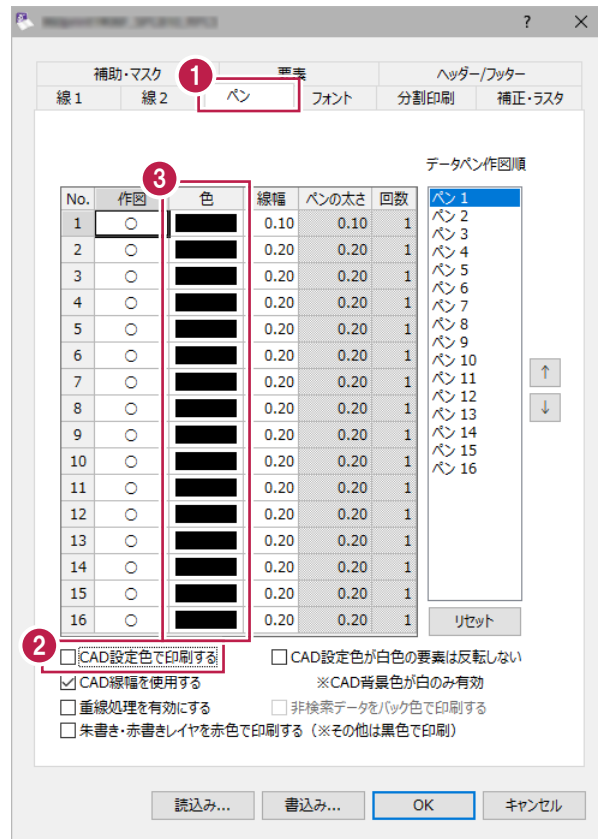 ? ×
補助・マスク 要素 ヘッダー/フッター
1
線 1 線 2 ペン フォント 分割印刷 補正・ラスタ
データペン作図順
3
No. 作図 色 線幅 ペンの太さ 回数
1 ○ 0.10 0.10 1
2 ○ 0.20 0.20 1
3 ○ 0.20 0.20 1
4 ○ 0.20 0.20 1
5 ○ 0.20 0.20 1
6 ○ 0.20 0.20 1
7 ○ 0.20 0.20 1
8 ○ 0.20 0.20 1
9 ○ 0.20 0.20 1
10 ○ 0.20 0.20 1
11 ○ 0.20 0.20 1
12 ○ 0.20 0.20 1
13 ○ 0.20 0.20 1
14 ○ 0.20 0.20 1
15 ○ 0.20 0.20 1
16 ○ 0.20 0.20 1
ペン 1
ペン 2
ペン 3
ペン 4
ペン 5
ペン 6
ペン 7
ペン 8
ペン 9
ペン 10
ペン 11
ペン 12
ペン 13
ペン 14
ペン 15
ペン 16
↑
↓
リセット
2
CAD設定色で印刷する CAD設定色が白色の要素は反転しない
CAD線幅を使用する ※CAD背景色が白のみ有効
重線処理を有効にする 非検索データをバック色で印刷する
朱書き・赤書きレイヤを赤色で印刷する（※その他は黒色で印刷）
読込み... 書込み... OK キャンセル